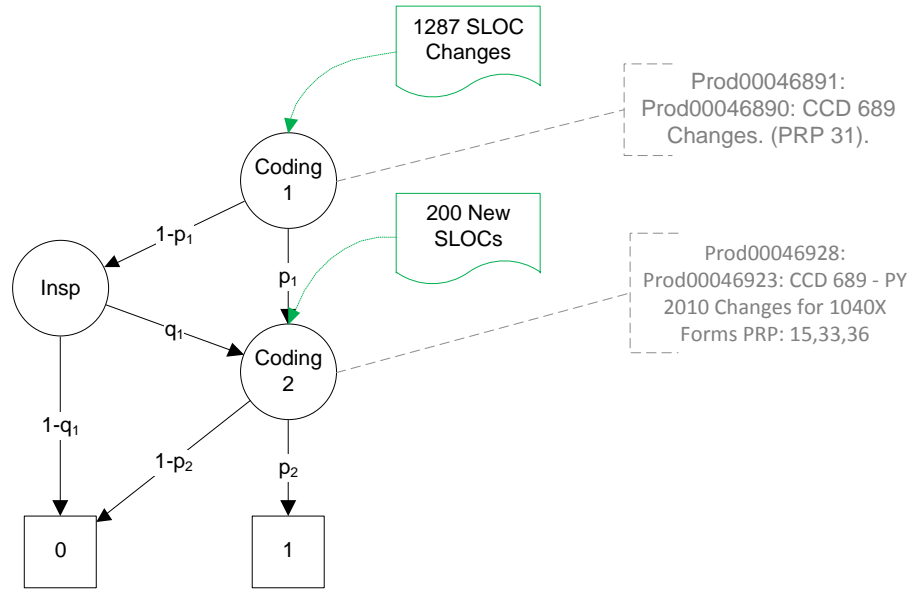 1287 SLOC
Changes
Prod00046891:
Prod00046890: CCD 689
Changes. (PRP 31).
Coding
1
200 New
SLOCs
1-p₁
p₁
Prod00046928:
Prod00046923: CCD 689 - PY
2010 Changes for 1040X
Forms PRP: 15,33,36
Insp
q₁
Coding
2
1-q₁
1-p₂
p₂
0
1